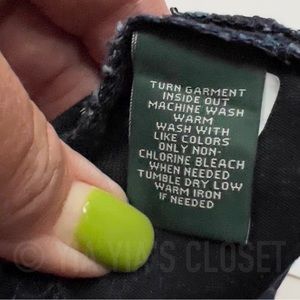 TURN GARMENT
INSIDE OUT
MACHINE WASH
WARM
WASH WITH
LIKE COLORS
ONLY NON-
CHLORINE BLEACH
WHEN NEEDED
TUMBLE DRY LOW
WARM IRON
IF NEEDED
CLOSET